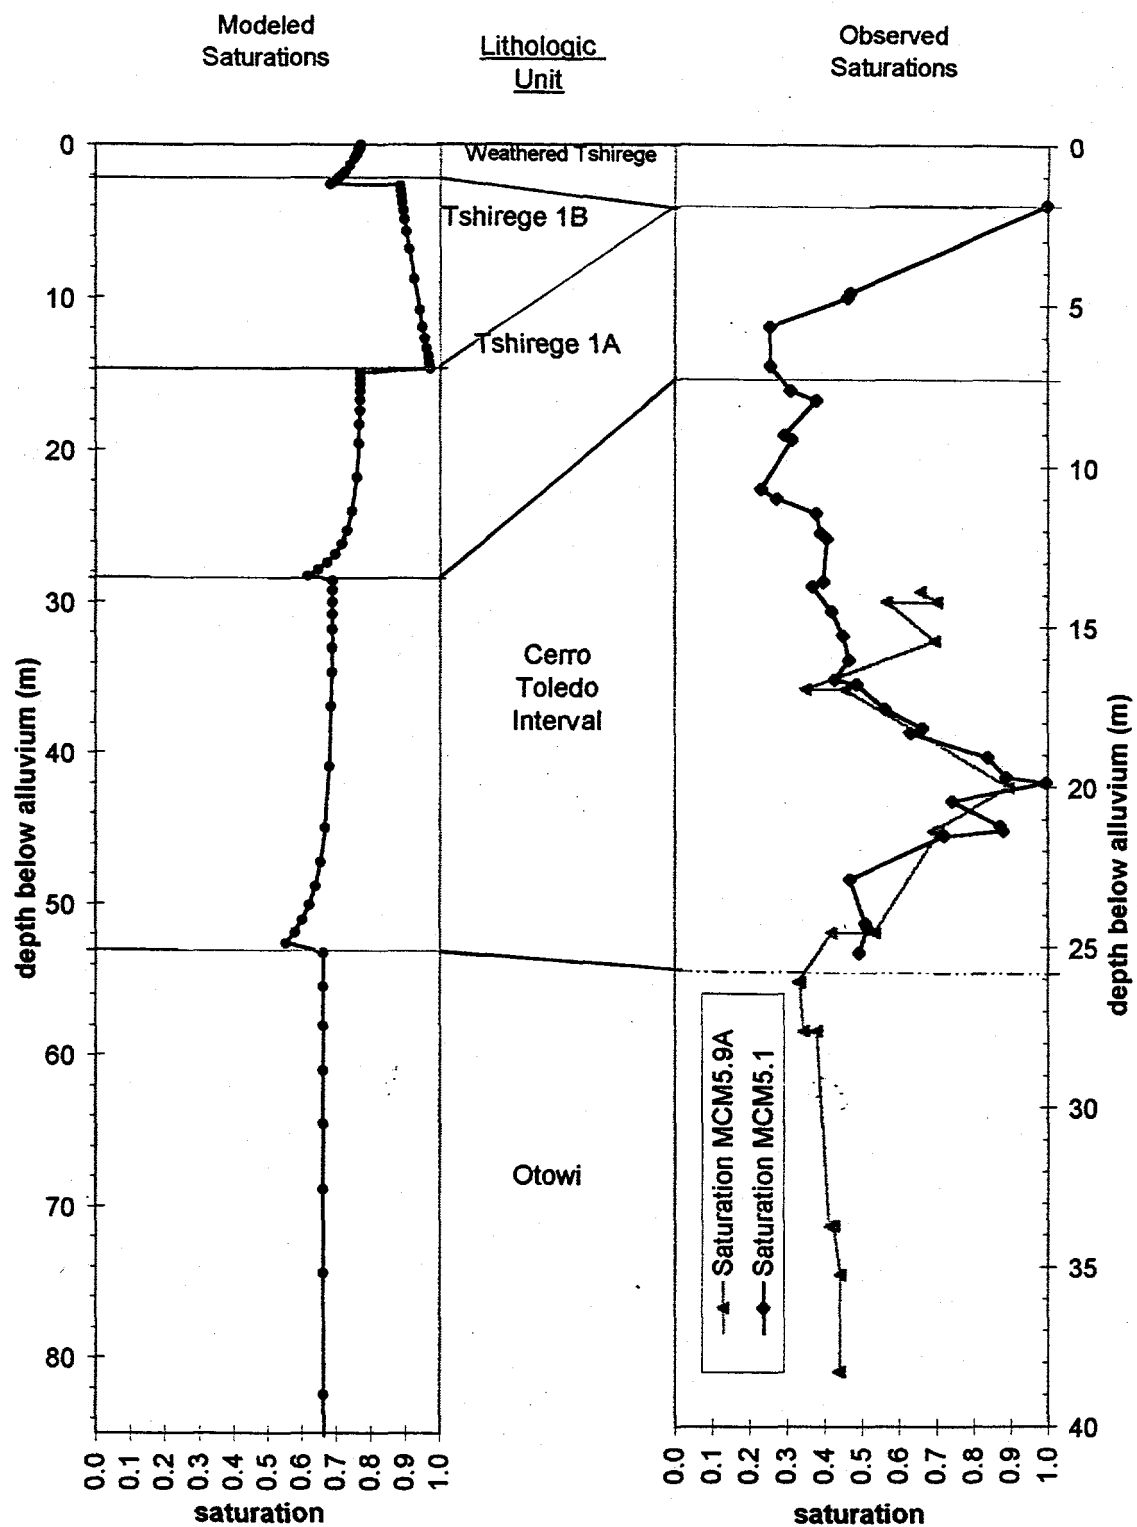 Modeled
Saturations
Lithologic
Unit
Observed
Saturations
0
10
20
30
40
50
60
70
80
depth below alluvium (m)
0.0
0.1
0.2
0.3
0.4
0.5
0.6
0.7
0.8
0.9
1.0
saturation
Weathered Tshirege
Tshirege 1B
Tshirege 1A
Cerro
Toledo
Interval
Otowi
Saturation MCM5.9A
Saturation MCM5.1
0
5
10
15
20
25
30
35
40
depth below alluvium (m)
0.0
0.1
0.2
0.3
0.4
0.5
0.6
0.7
0.8
0.9
1.0
saturation